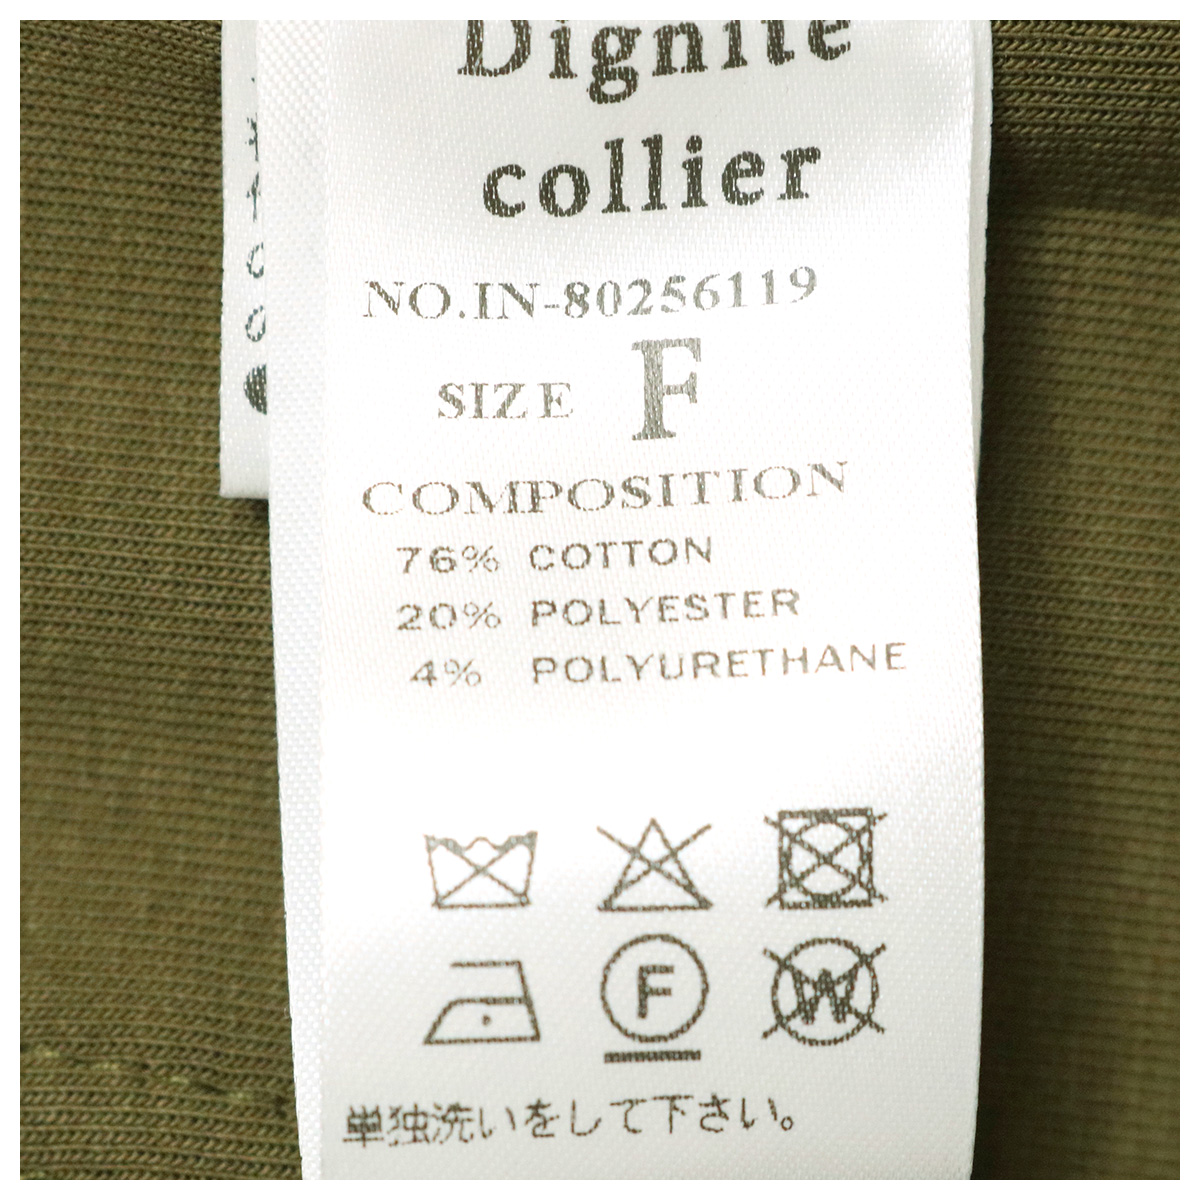 Dignite
collier
NO.IN-80256119
SIZE F
COMPOSITION
76% COTTON
20% POLYESTER
4% POLYURETHANE
F
W
単独洗いをして下さい。